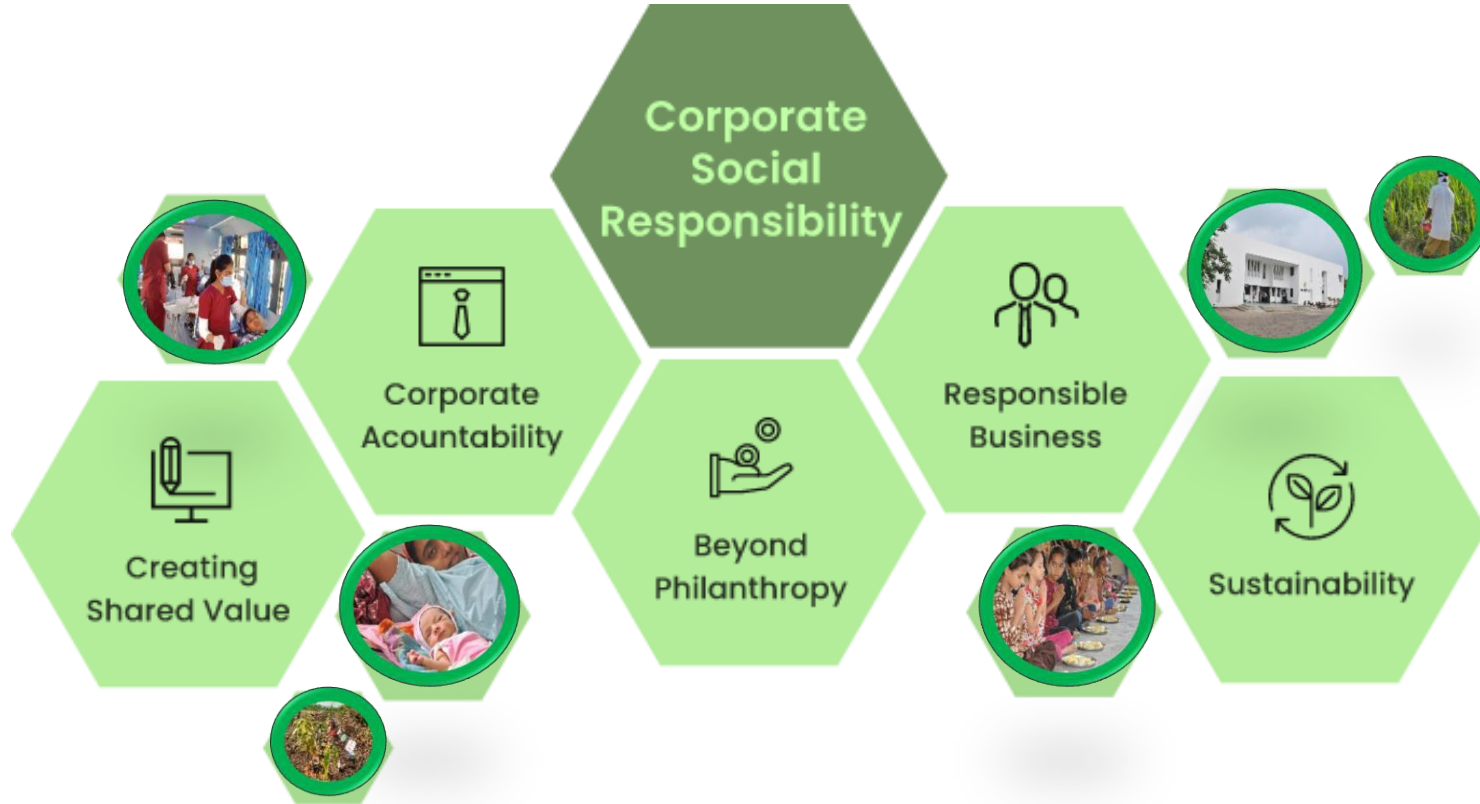 Corporate
Social
Responsibility
Corporate
Acountability
Responsible
Business
Creating
Shared Value
Beyond
Philanthropy
Sustainability